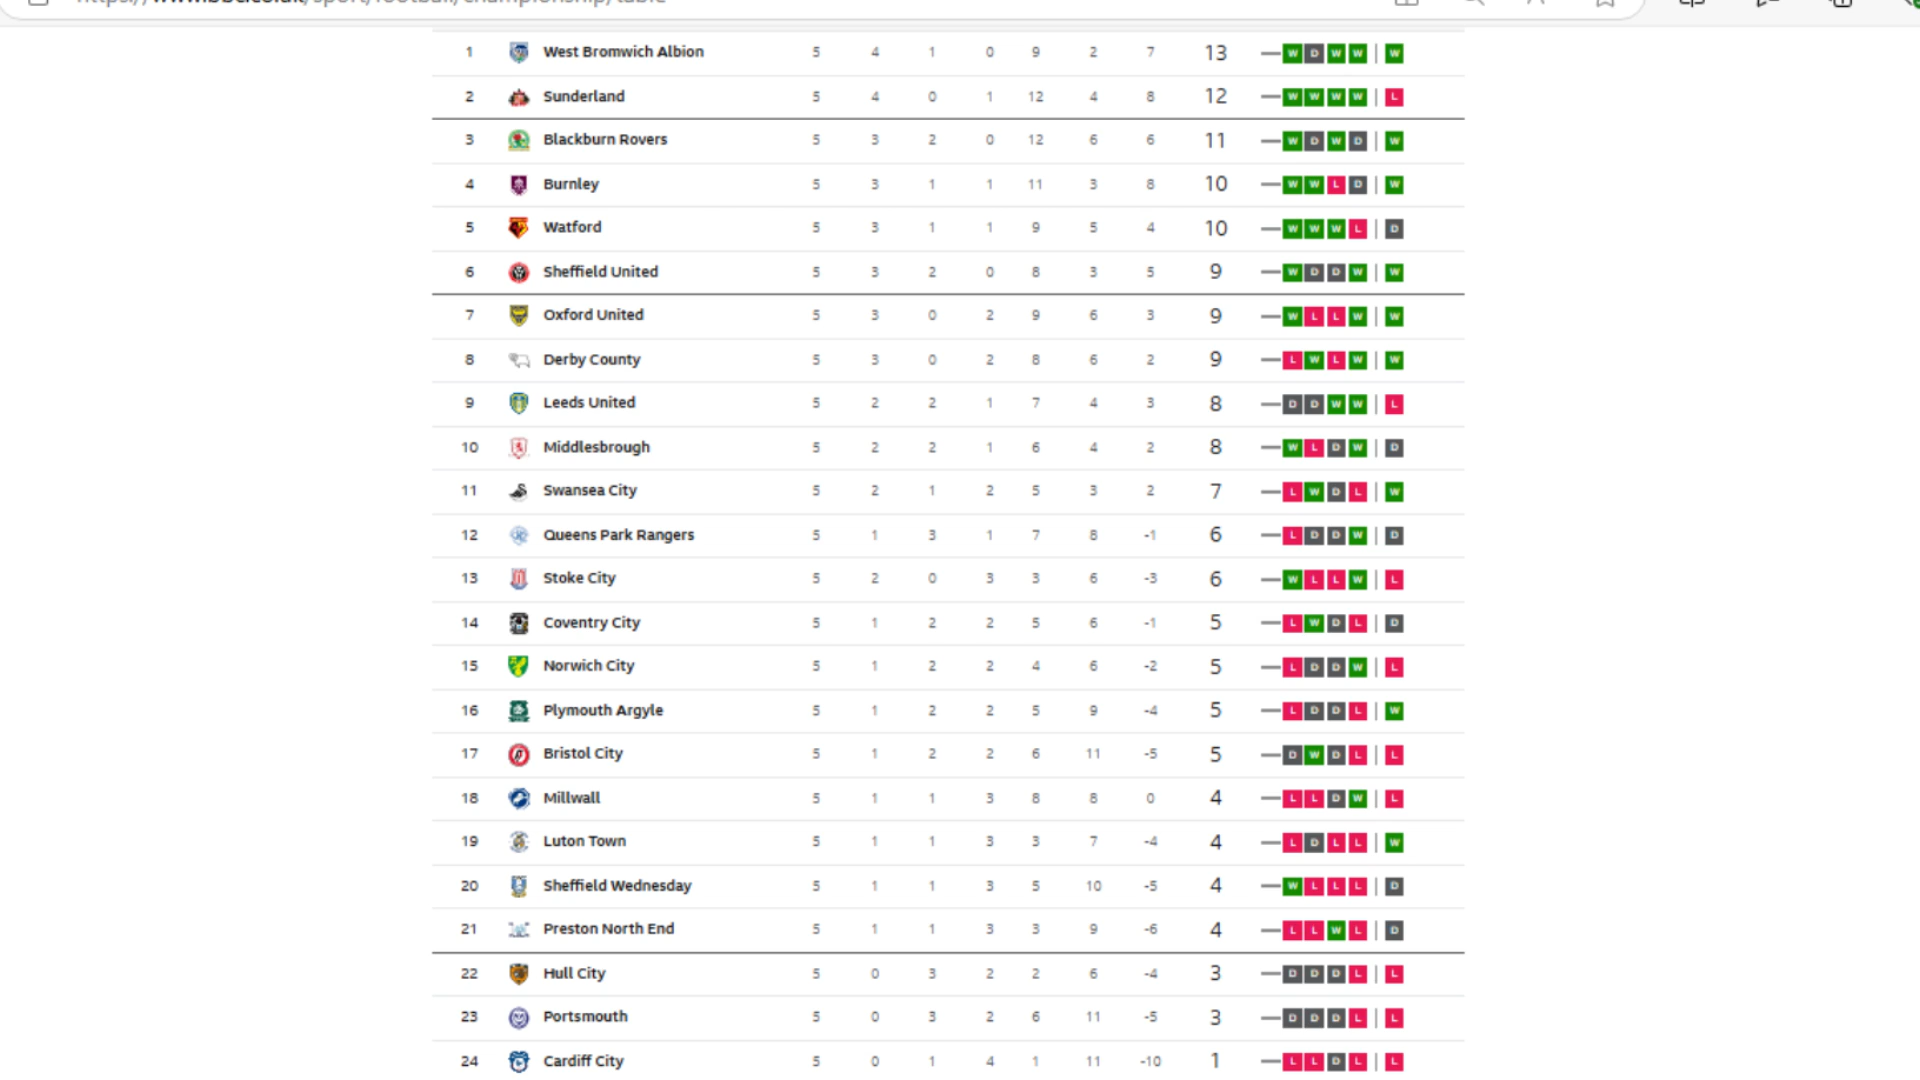 1 West Bromwich Albion 5 4 1 0 9 2 7 13 W D W W W
2 Sunderland 5 4 0 1 12 4 8 12 W W W W L
3 Blackburn Rovers 5 3 2 0 12 6 6 11 W D W D W
4 Burnley 5 3 1 1 11 3 8 10 W W L D W
5 Watford 5 3 1 1 9 5 4 10 W W W L D
6 Sheffield United 5 3 2 0 8 3 5 9 W D D W W
7 Oxford United 5 3 0 2 9 6 3 9 W L L W W
8 Derby County 5 3 0 2 8 6 2 9 L W L W W
9 Leeds United 5 2 2 1 7 4 3 8 D D W W L
10 Middlesbrough 5 2 2 1 6 4 2 8 W L D W D
11 Swansea City 5 2 1 2 5 3 2 7 L W D L W
12 Queens Park Rangers 5 1 3 1 7 8 -1 6 L D D W D
13 Stoke City 5 2 0 3 3 6 -3 6 W L L W L
14 Coventry City 5 1 2 2 5 6 -1 5 L W D L D
15 Norwich City 5 1 2 2 4 6 -2 5 L D D W L
16 Plymouth Argyle 5 1 2 2 5 9 -4 5 L D D L W
17 Bristol City 5 1 2 2 6 11 -5 5 D W D L L
18 Millwall 5 1 1 3 8 8 0 4 L L D W L
19 Luton Town 5 1 1 3 3 7 -4 4 L D L L W
20 Sheffield Wednesday 5 1 1 3 5 10 -5 4 W L L L D
21 Preston North End 5 1 1 3 3 9 -6 4 L L W L D
22 Hull City 5 0 3 2 2 6 -4 3 D D D L L
23 Portsmouth 5 0 3 2 6 11 -5 3 D D D L L
24 Cardiff City 5 0 1 4 1 11 -10 1 L L D L L